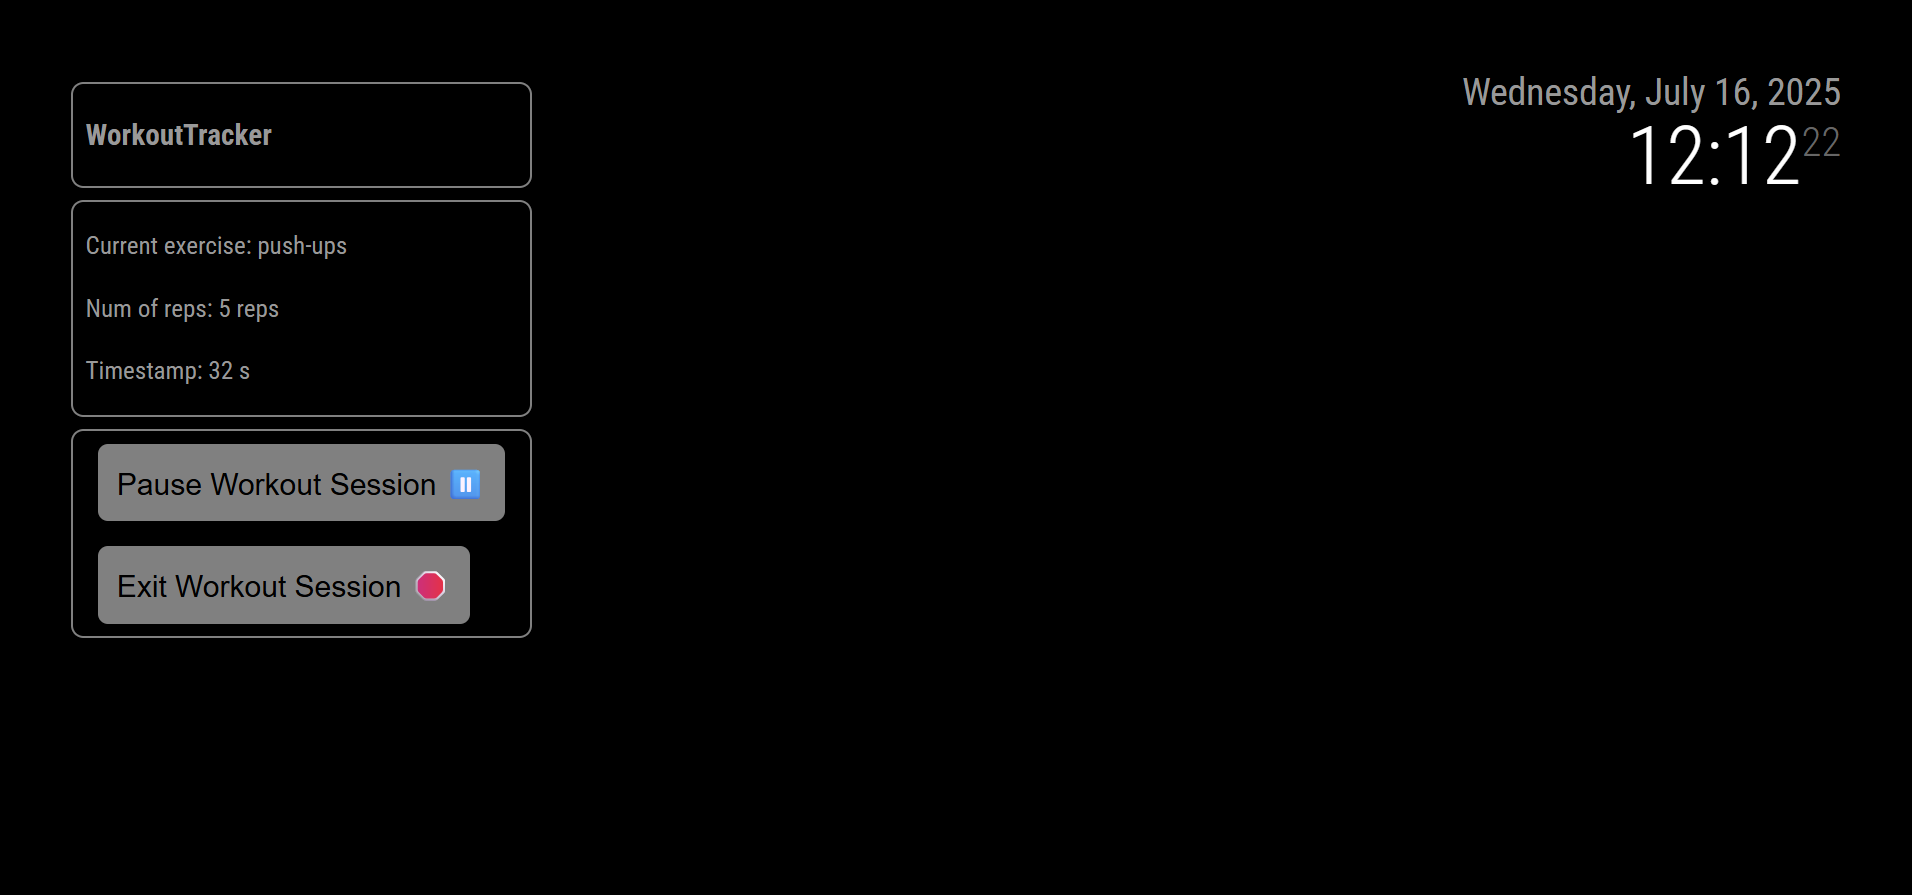 WorkoutTracker
Current exercise: push-ups
Num of reps: 5 reps
Timestamp: 32 s
Pause Workout Session ⏸️
Exit Workout Session 🛑
Wednesday, July 16, 2025
12:12 22